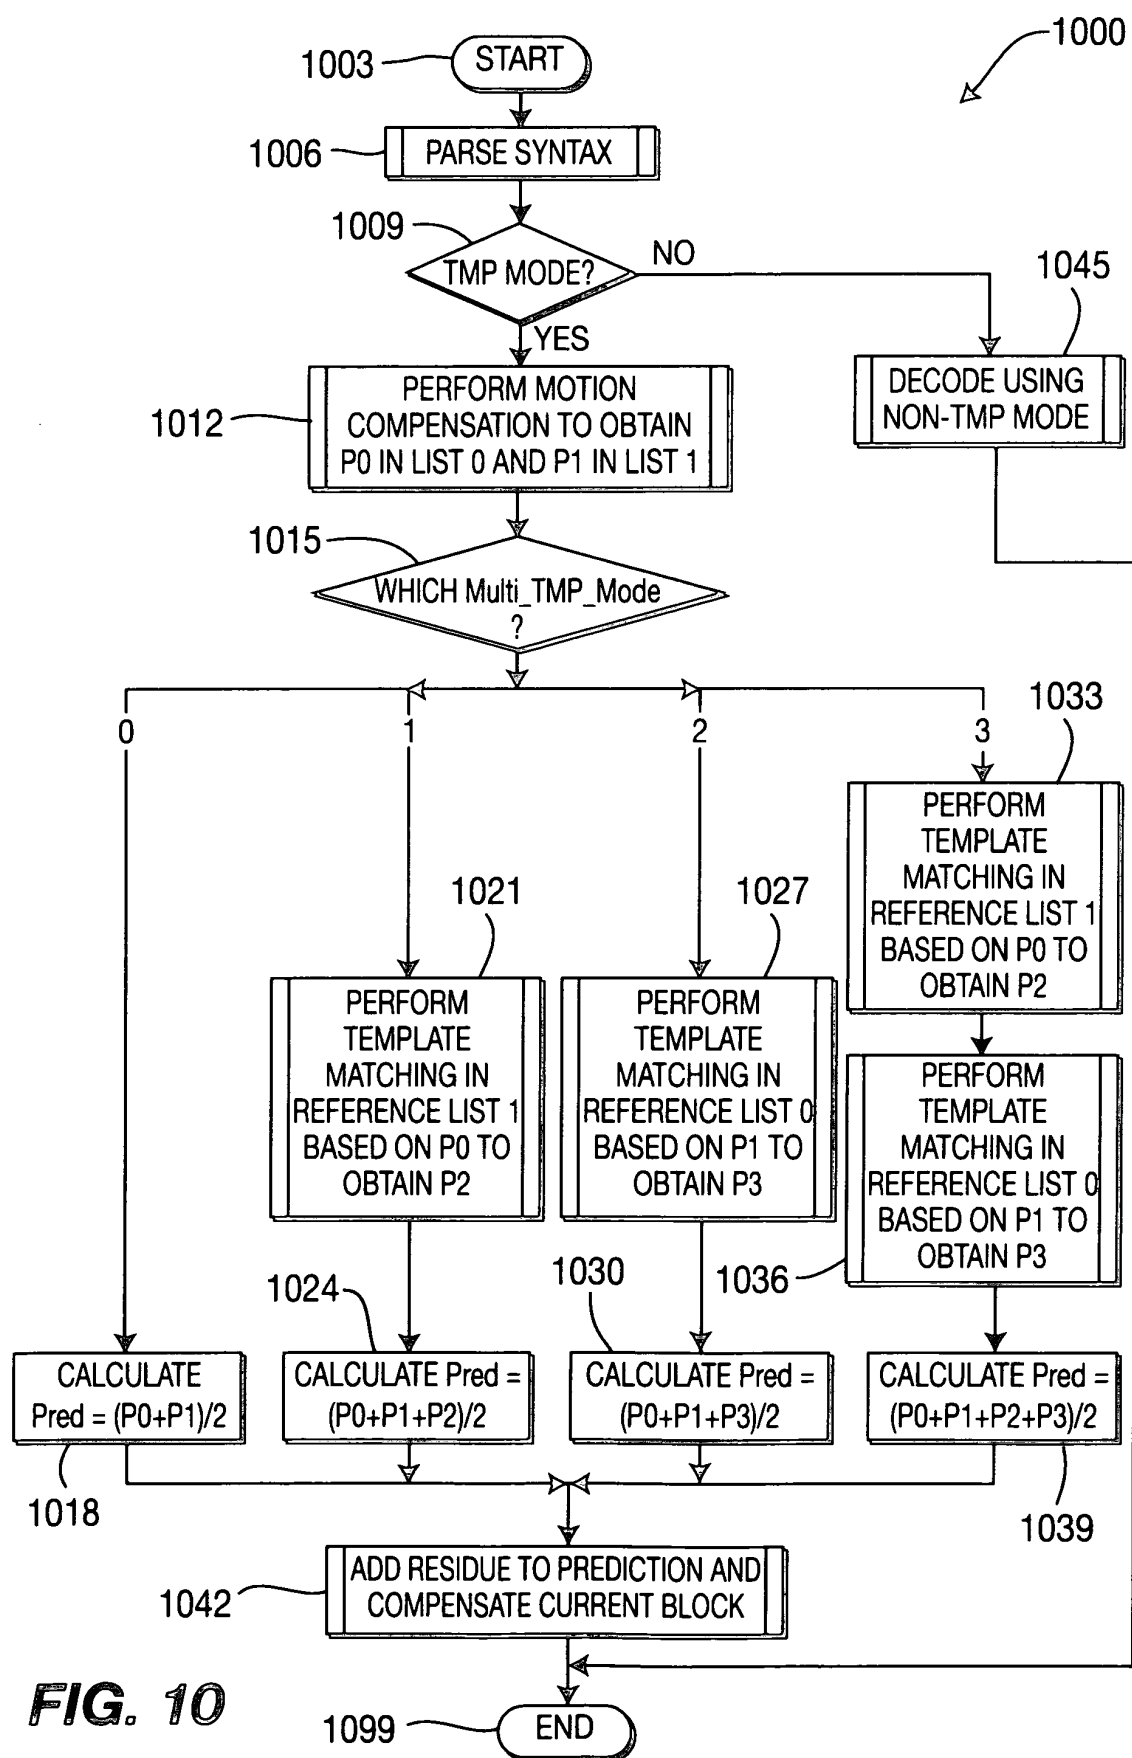 1000
1003
START
1006
PARSE SYNTAX
1009
TMP MODE?
NO
YES
1045
DECODE USING
NON-TMP MODE
1012
PERFORM MOTION
COMPENSATION TO OBTAIN
P0 IN LIST 0 AND P1 IN LIST 1
1015
WHICH Multi_TMP_Mode
?
0
1
2
3
1033
PERFORM
TEMPLATE
MATCHING IN
REFERENCE LIST 1
BASED ON P0 TO
OBTAIN P2
1021
PERFORM
TEMPLATE
MATCHING IN
REFERENCE LIST 1
BASED ON P0 TO
OBTAIN P2
1027
PERFORM
TEMPLATE
MATCHING IN
REFERENCE LIST 0
BASED ON P1 TO
OBTAIN P3
PERFORM
TEMPLATE
MATCHING IN
REFERENCE LIST 0
BASED ON P1 TO
OBTAIN P3
1036
CALCULATE
Pred = (P0+P1)/2
1018
1024
CALCULATE Pred =
(P0+P1+P2)/2
1030
CALCULATE Pred =
(P0+P1+P3)/2
CALCULATE Pred =
(P0+P1+P2+P3)/2
1039
ADD RESIDUE TO PREDICTION AND
COMPENSATE CURRENT BLOCK
1042
1099
END
FIG. 10